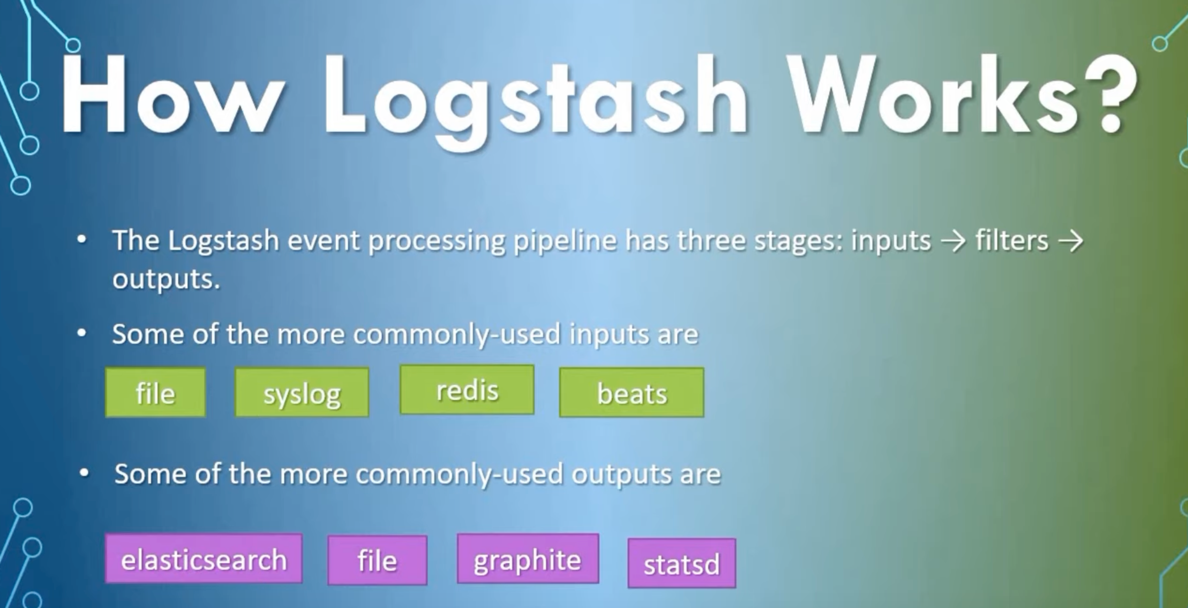 How Logstash Works?
• The Logstash event processing pipeline has three stages: inputs → filters →
outputs.
• Some of the more commonly-used inputs are
file syslog redis beats
• Some of the more commonly-used outputs are
elasticsearch file graphite statsd